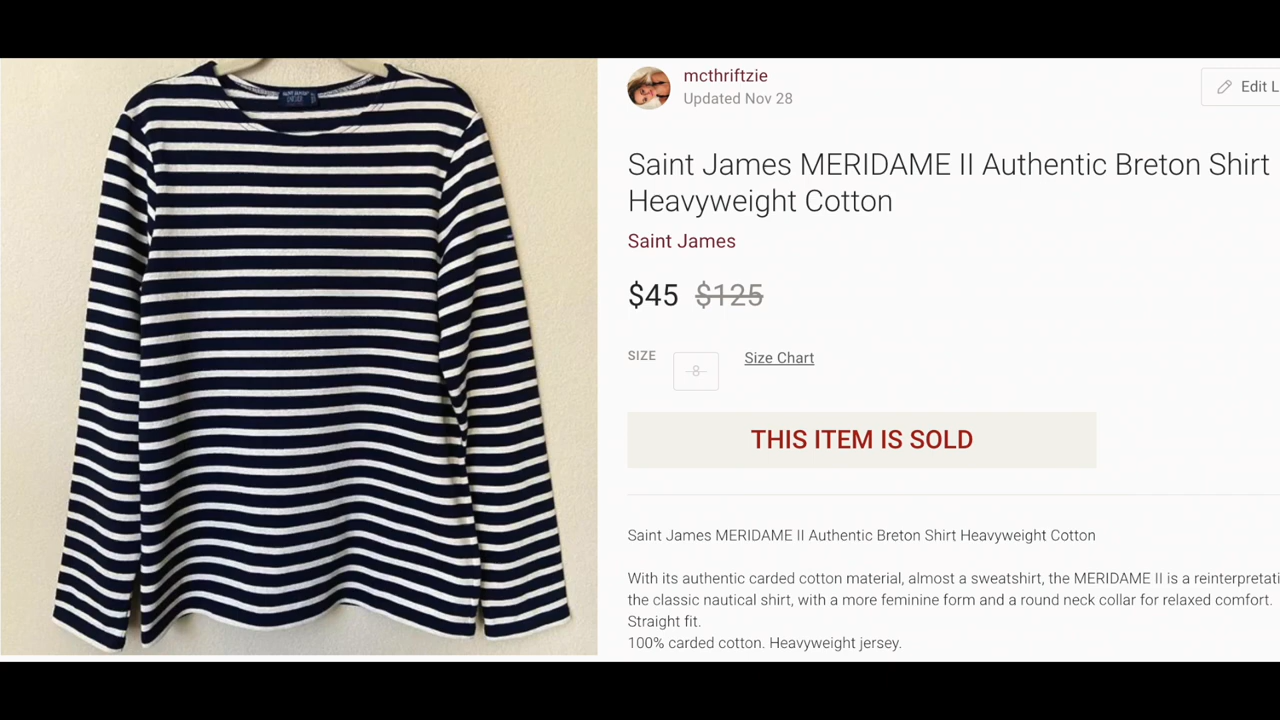 SAINT JAMES
mcthriftzie
Updated Nov 28
Edit L
Saint James MERIDAME II Authentic Breton Shirt
Heavyweight Cotton
Saint James
$45 $125
SIZE
8
Size Chart
THIS ITEM IS SOLD
Saint James MERIDAME II Authentic Breton Shirt Heavyweight Cotton
With its authentic carded cotton material, almost a sweatshirt, the MERIDAME II is a reinterpretati
the classic nautical shirt, with a more feminine form and a round neck collar for relaxed comfort.
Straight fit.
100% carded cotton. Heavyweight jersey.